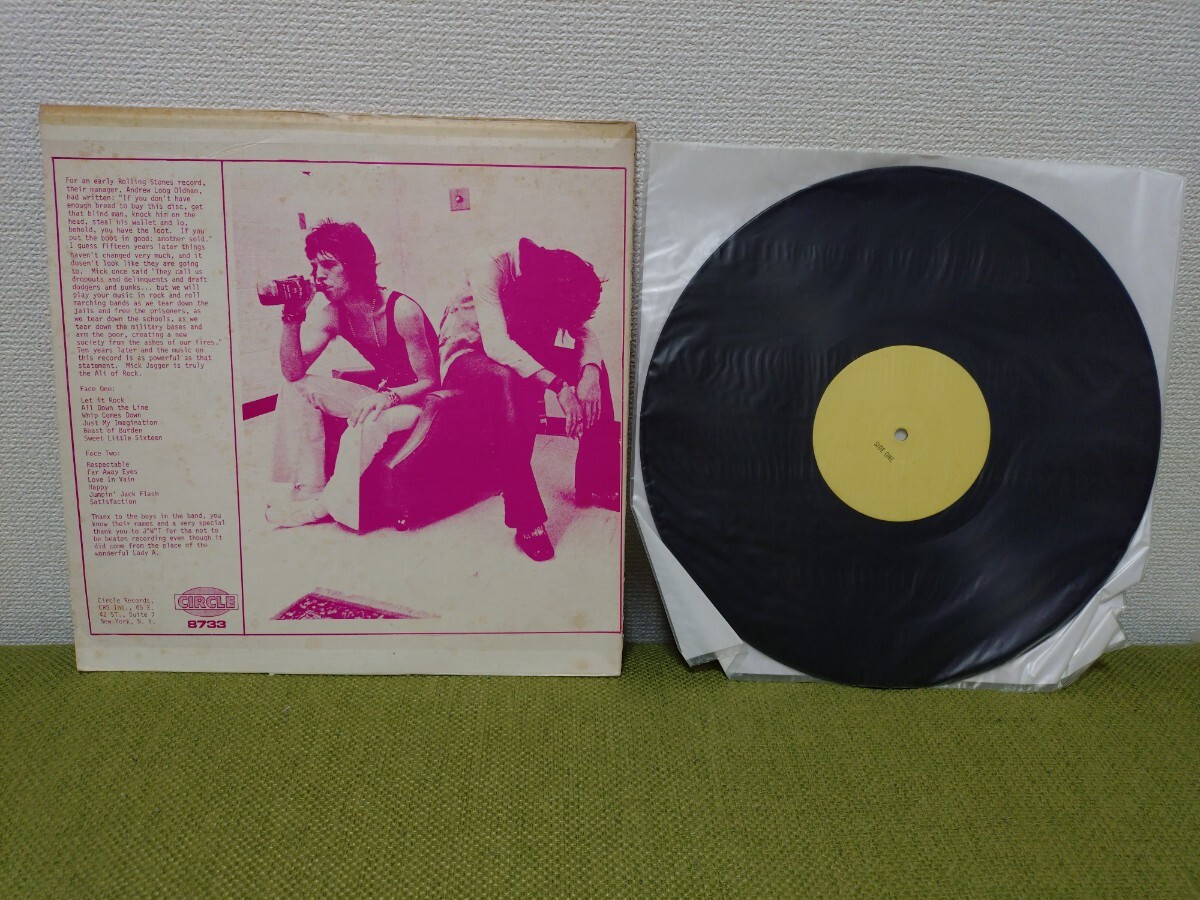 For an early Rolling Stones record,
their manager, Andrew Loog Oldham,
had written: "If you don't have
enough bread to buy this disc, get
that blind man, knock him on the
head, steal his wallet and lo,
behold, you have the loot. If you
put the boot in good: another sold."
I guess fifteen years later things
haven't changed very much, and it
dosen't look like they are going
to. Mick once said 'They call us
dropouts and delinquents and draft
dodgers and punks... but we will
play your music in rock and roll
marching bands as we tear down the
jails and free the prisoners, as
we tear down the schools, as we
tear down the military bases and
arm the poor, creating a new
society from the ashes of our fires.'
Ten years later and the music on
this record is as powerful as that
statement. Mick Jagger is truly
the Ali of Rock.
Face One:
Let it Rock
All Down the Line
Whip Comes Down
Just My Imagination
Beast of Burden
Sweet Little Sixteen
Face Two:
Respectable
Far Away Eyes
Love In Vain
Happy
Jumpin' Jack Flash
Satisfaction
Thanx to the boys in the band, you
know their names and a very special
thank you to J"W"T for tha not to
be beaten recording even though it
did come from the place of the
wonderful Lady A.
Circle Records,
CRS Inc., 65 E.
42 ST., Suite 7
New York, N. Y.
CIRCLE
8733
SIDE ONE